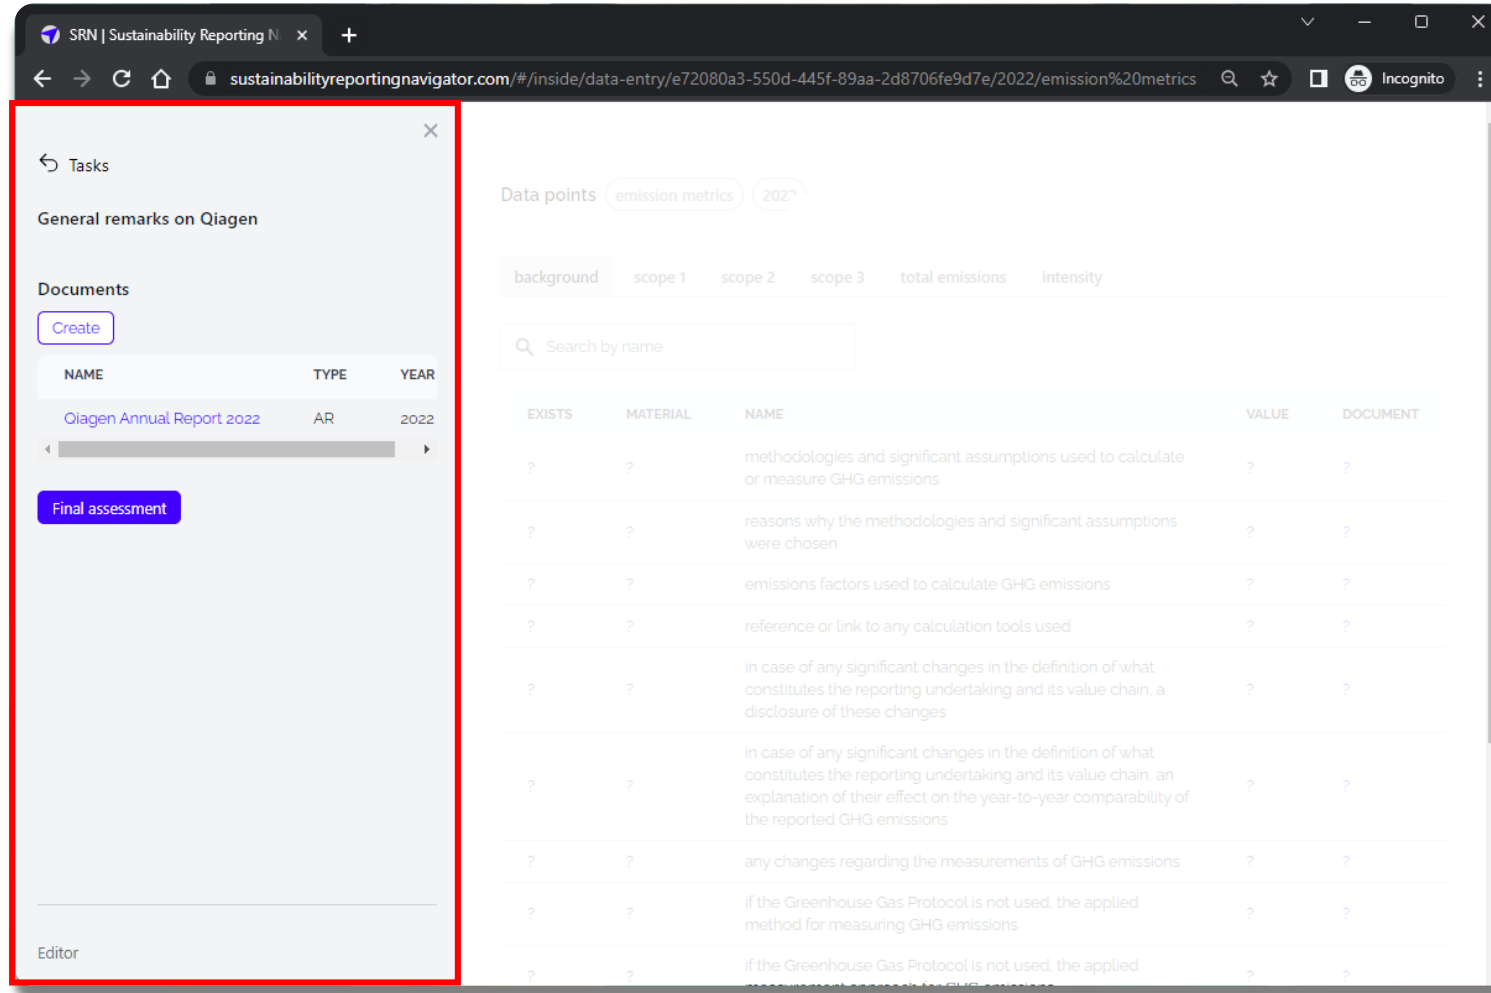 SRN | Sustainability Reporting N
sustainabilityreportingnavigator.com/#/inside/data-entry/e72080a3-550d-445f-89aa-2d8706fe9d7e/2022/emission%20metrics
Incognito
Tasks
General remarks on Qiagen
Documents
Create
NAME TYPE YEAR
Qiagen Annual Report 2022 AR 2022
Final assessment
Editor
Data points emission metrics 2022
background scope 1 scope 2 scope 3 total emissions intensity
Search by name
EXISTS MATERIAL NAME VALUE DOCUMENT
methodologies and significant assumptions used to calculate
? ? or measure GHG emissions ? ?
reasons why the methodologies and significant assumptions
? ? were chosen ? ?
? ? emissions factors used to calculate GHG emissions ? ?
? ? reference or link to any calculation tools used ? ?
in case of any significant changes in the definition of what
? ? constitutes the reporting undertaking and its value chain, a ? ?
disclosure of these changes
in case of any significant changes in the definition of what
constitutes the reporting undertaking and its value chain, an
? ? explanation of their effect on the year-to-year comparability of ? ?
the reported GHG emissions
? ? any changes regarding the measurements of GHG emissions ? ?
if the Greenhouse Gas Protocol is not used, the applied
? ? method for measuring GHG emissions ? ?
if the Greenhouse Gas Protocol is not used, the applied
? ? measurement approach for GHG emissions ? ?